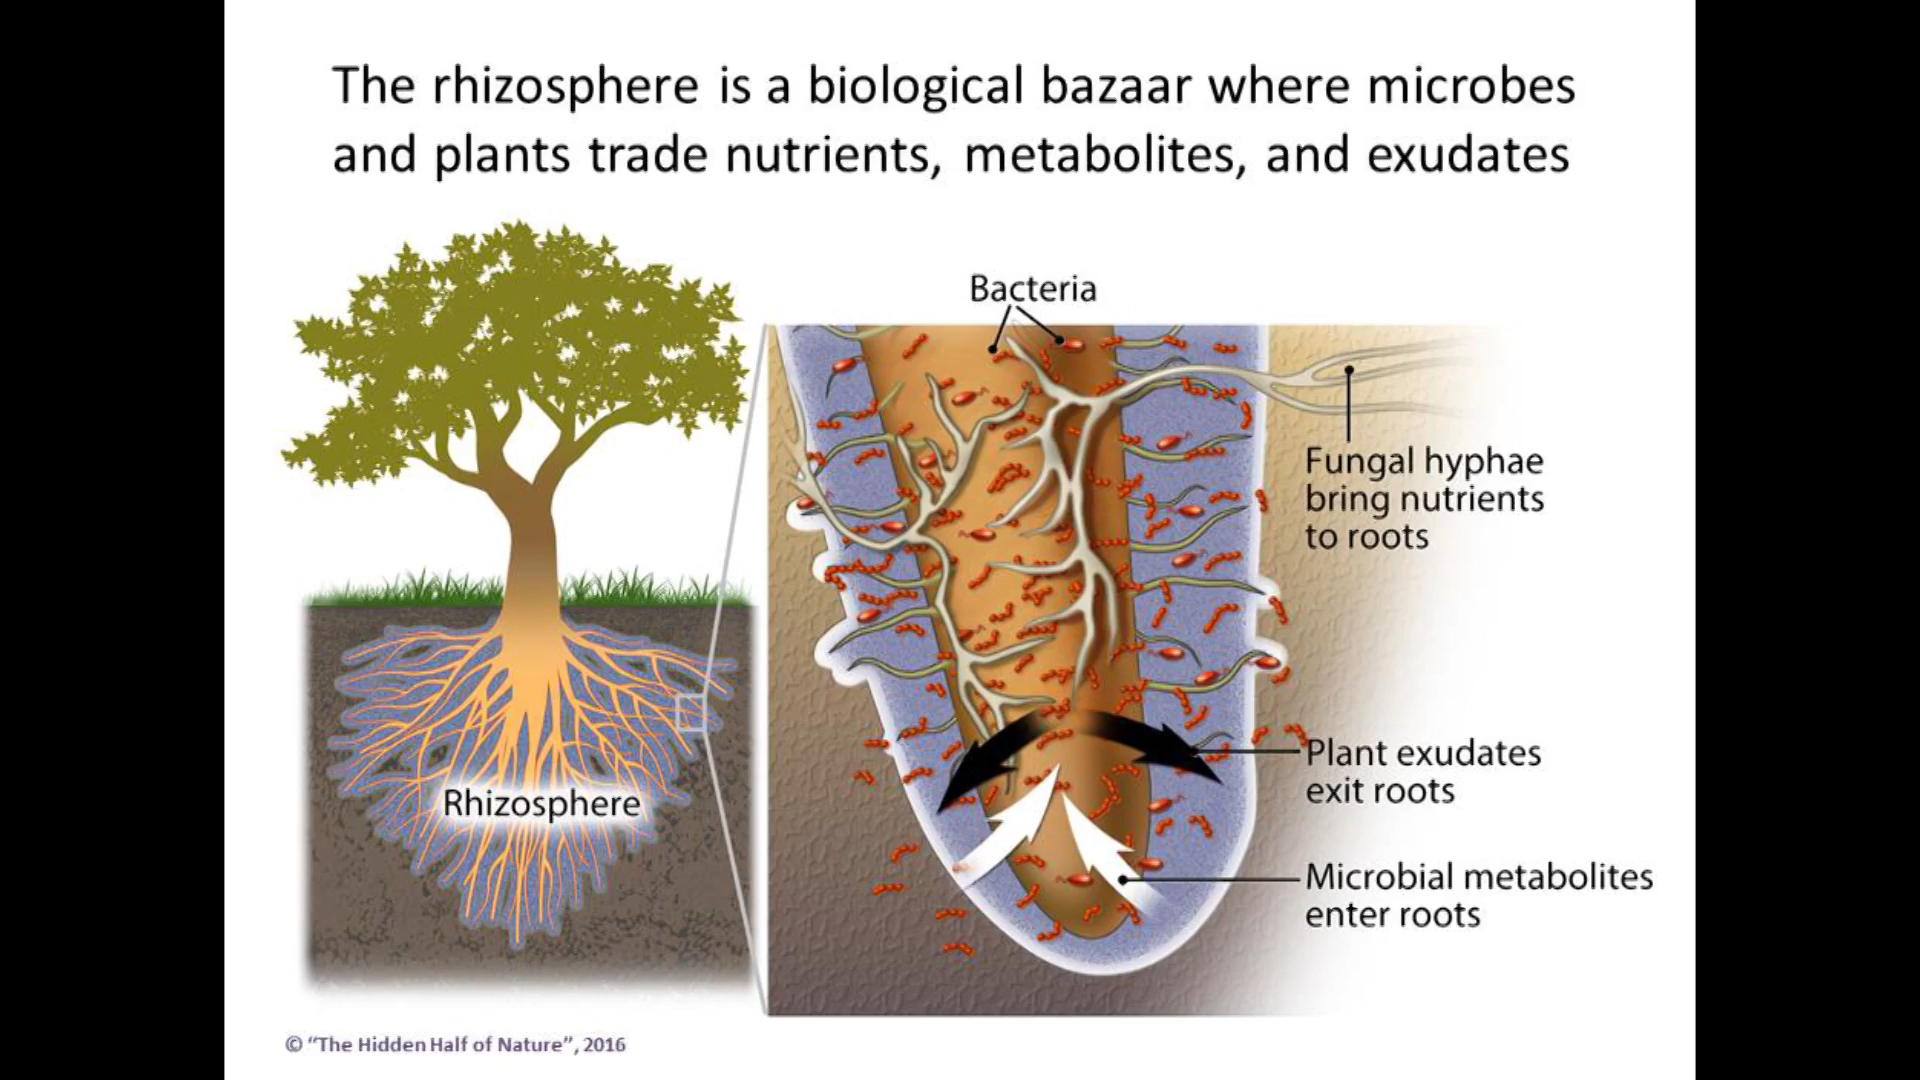 The rhizosphere is a biological bazaar where microbes
and plants trade nutrients, metabolites, and exudates
Bacteria
Fungal hyphae
bring nutrients
to roots
Rhizosphere
Plant exudates
exit roots
Microbial metabolites
enter roots
© “The Hidden Half of Nature”, 2016